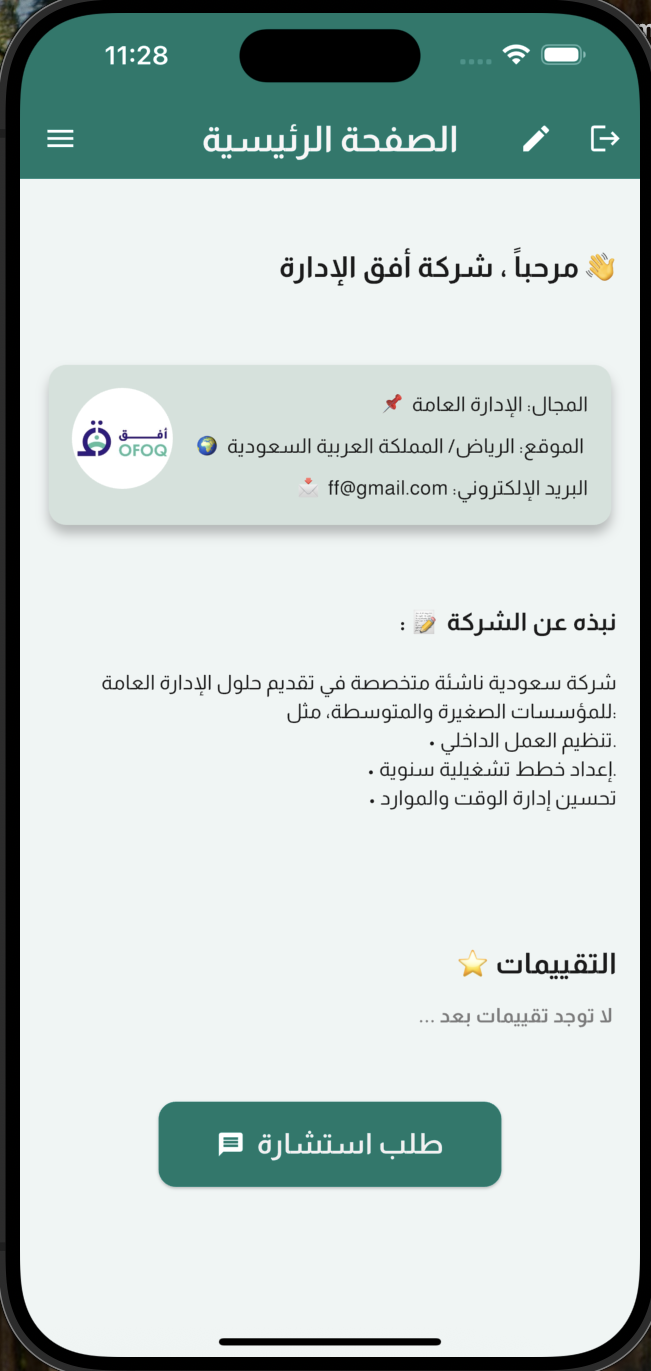 11:28
الصفحة الرئيسية
👋 مرحباً ، شركة أفق الإدارة
المجال: الإدارة العامة 📌
الموقع: الرياض/ المملكة العربية السعودية 🌍
البريد الإلكتروني: ff@gmail.com 📩
أفــق
OFOQ
نبذه عن الشركة 📝 :
شركة سعودية ناشئة متخصصة في تقديم حلول الإدارة العامة
:للمؤسسات الصغيرة والمتوسطة، مثل
.تنظيم العمل الداخلي •
.إعداد خطط تشغيلية سنوية •
تحسين إدارة الوقت والموارد •
التقييمات ⭐
لا توجد تقييمات بعد ...
طلب استشارة